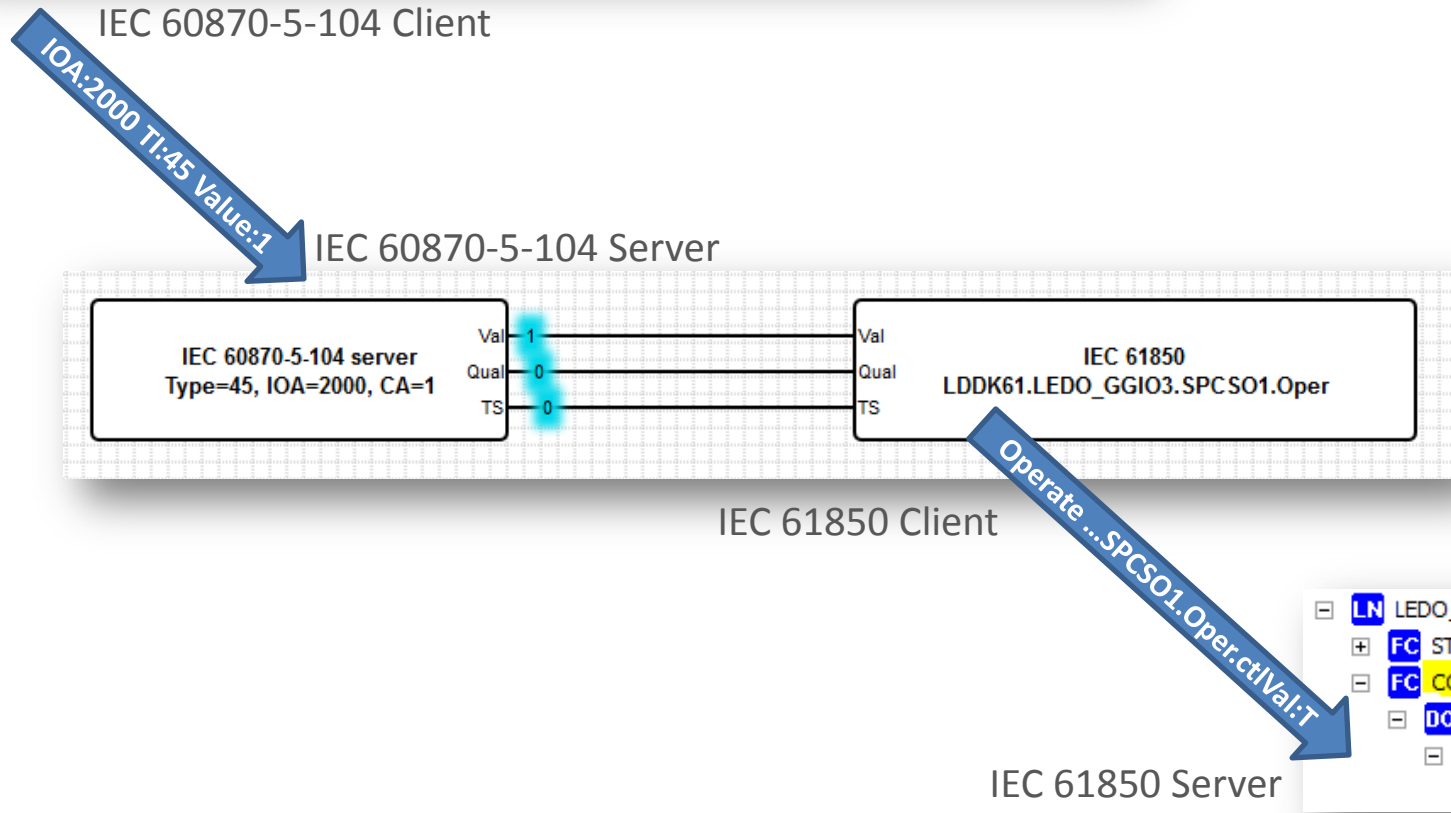 IEC 60870-5-104 Client
IOA:2000 TI:45 Value:1
IEC 60870-5-104 Server
IEC 60870-5-104 server
Type=45, IOA=2000, CA=1
Val
Qual
TS
1
0
0
Val
Qual
TS
IEC 61850
LDDK61.LEDO_GGIO3.SPCSO1.Oper
Operate ...SPCSO1.Oper.ctlVal:T
IEC 61850 Client
LN LEDO_
FC ST
FC CO
DO
IEC 61850 Server